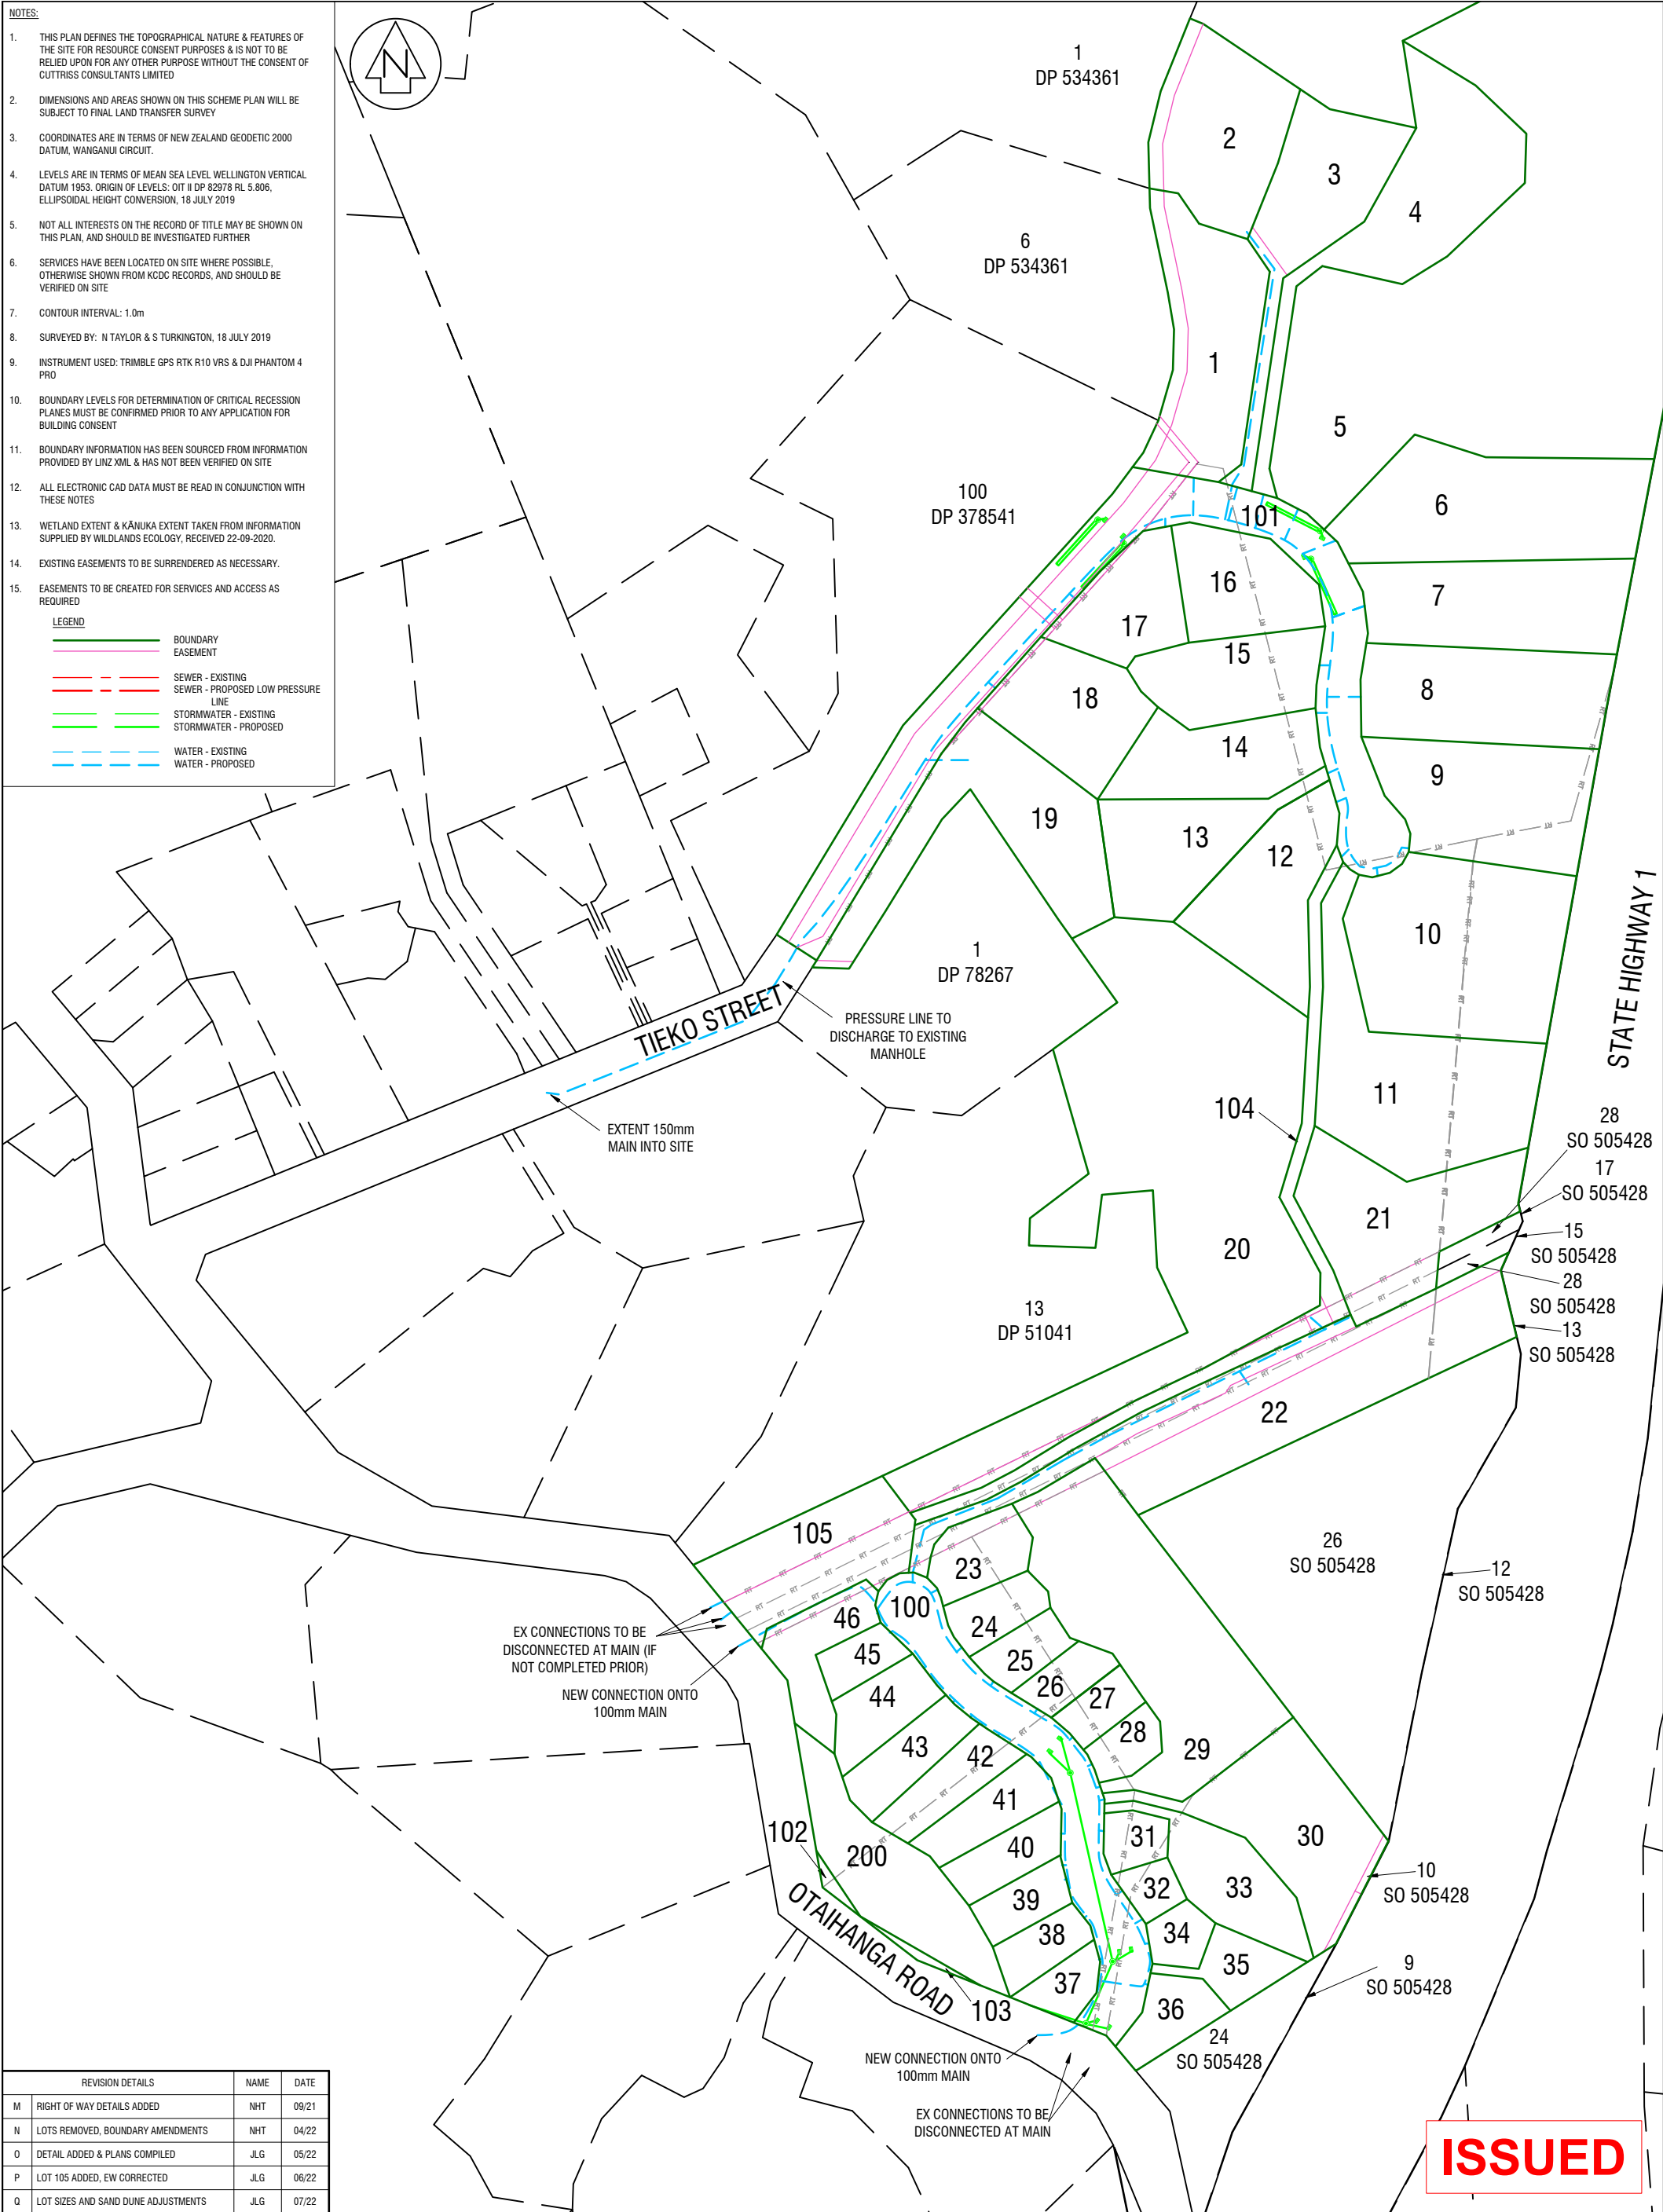 NOTES:
1. THIS PLAN DEFINES THE TOPOGRAPHICAL NATURE & FEATURES OF
THE SITE FOR RESOURCE CONSENT PURPOSES & IS NOT TO BE
RELIED UPON FOR ANY OTHER PURPOSE WITHOUT THE CONSENT OF
CUTTRISS CONSULTANTS LIMITED
2. DIMENSIONS AND AREAS SHOWN ON THIS SCHEME PLAN WILL BE
SUBJECT TO FINAL LAND TRANSFER SURVEY
3. COORDINATES ARE IN TERMS OF NEW ZEALAND GEODETIC 2000
DATUM, WANGANUI CIRCUIT.
4. LEVELS ARE IN TERMS OF MEAN SEA LEVEL WELLINGTON VERTICAL
DATUM 1953. ORIGIN OF LEVELS: OIT II DP 82978 RL 5.806,
ELLIPSOIDAL HEIGHT CONVERSION, 18 JULY 2019
5. NOT ALL INTERESTS ON THE RECORD OF TITLE MAY BE SHOWN ON
THIS PLAN, AND SHOULD BE INVESTIGATED FURTHER
6. SERVICES HAVE BEEN LOCATED ON SITE WHERE POSSIBLE,
OTHERWISE SHOWN FROM KCDC RECORDS, AND SHOULD BE
VERIFIED ON SITE
7. CONTOUR INTERVAL: 1.0m
8. SURVEYED BY: N TAYLOR & S TURKINGTON, 18 JULY 2019
9. INSTRUMENT USED: TRIMBLE GPS RTK R10 VRS & DJI PHANTOM 4
PRO
10. BOUNDARY LEVELS FOR DETERMINATION OF CRITICAL RECESSION
PLANES MUST BE CONFIRMED PRIOR TO ANY APPLICATION FOR
BUILDING CONSENT
11. BOUNDARY INFORMATION HAS BEEN SOURCED FROM INFORMATION
PROVIDED BY LINZ XML & HAS NOT BEEN VERIFIED ON SITE
12. ALL ELECTRONIC CAD DATA MUST BE READ IN CONJUNCTION WITH
THESE NOTES
13. WETLAND EXTENT & KĀNUKA EXTENT TAKEN FROM INFORMATION
SUPPLIED BY WILDLANDS ECOLOGY, RECEIVED 22-09-2020.
14. EXISTING EASEMENTS TO BE SURRENDERED AS NECESSARY.
15. EASEMENTS TO BE CREATED FOR SERVICES AND ACCESS AS
REQUIRED
LEGEND
BOUNDARY
EASEMENT
SEWER - EXISTING
SEWER - PROPOSED LOW PRESSURE
LINE
STORMWATER - EXISTING
STORMWATER - PROPOSED
WATER - EXISTING
WATER - PROPOSED
N
1
DP 534361
2
3
4
6
DP 534361
1
5
100
DP 378541
101
6
16
7
17
15
18
8
14
9
19
13
12
10
1
DP 78267
STATE HIGHWAY 1
TIEKO STREET
PRESSURE LINE TO
DISCHARGE TO EXISTING
MANHOLE
EXTENT 150mm
MAIN INTO SITE
11
104
28
SO 505428
17
SO 505428
21
15
SO 505428
20
28
SO 505428
13
DP 51041
13
SO 505428
22
105
26
SO 505428
12
SO 505428
23
46
100
24
EX CONNECTIONS TO BE
DISCONNECTED AT MAIN (IF
NOT COMPLETED PRIOR)
45
25
44
26
27
NEW CONNECTION ONTO
100mm MAIN
28
43
42
29
41
31
30
102
40
200
10
SO 505428
39
32
33
38
34
35
OTAIHANGA ROAD
37
9
SO 505428
103
36
24
SO 505428
NEW CONNECTION ONTO
100mm MAIN
EX CONNECTIONS TO BE
DISCONNECTED AT MAIN
REVISION DETAILS NAME DATE
M RIGHT OF WAY DETAILS ADDED NHT 09/21
N LOTS REMOVED, BOUNDARY AMENDMENTS NHT 04/22
O DETAIL ADDED & PLANS COMPILED JLG 05/22
P LOT 105 ADDED, EW CORRECTED JLG 06/22
Q LOT SIZES AND SAND DUNE ADJUSTMENTS JLG 07/22
ISSUED